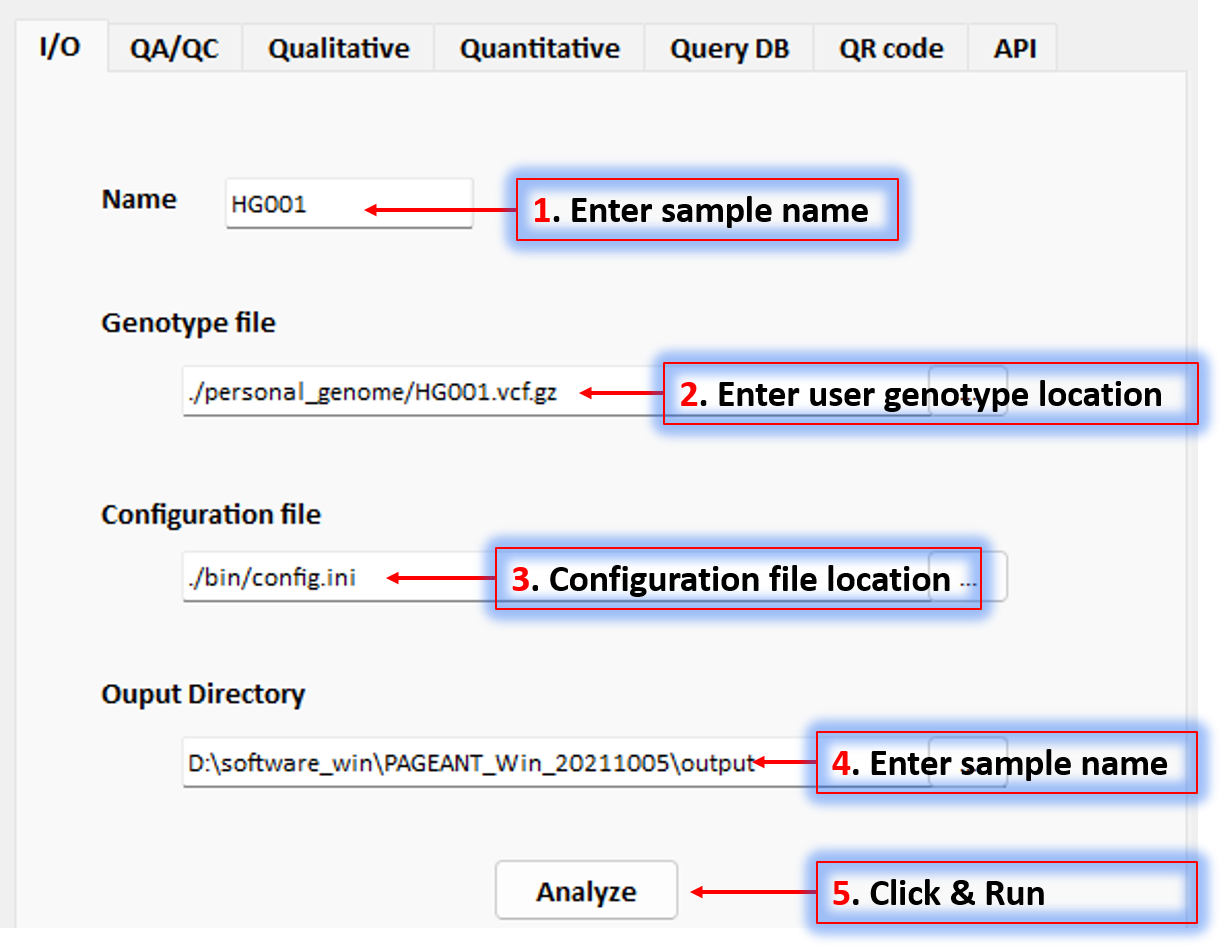 I/O QA/QC Qualitative Quantitative Query DB QR code API
Name HG001 1. Enter sample name
Genotype file
./personal_genome/HG001.vcf.gz 2. Enter user genotype location
Configuration file
./bin/config.ini 3. Configuration file location ...
Ouput Directory
D:\software_win\PAGEANT_Win_20211005\output 4. Enter sample name
Analyze 5. Click & Run